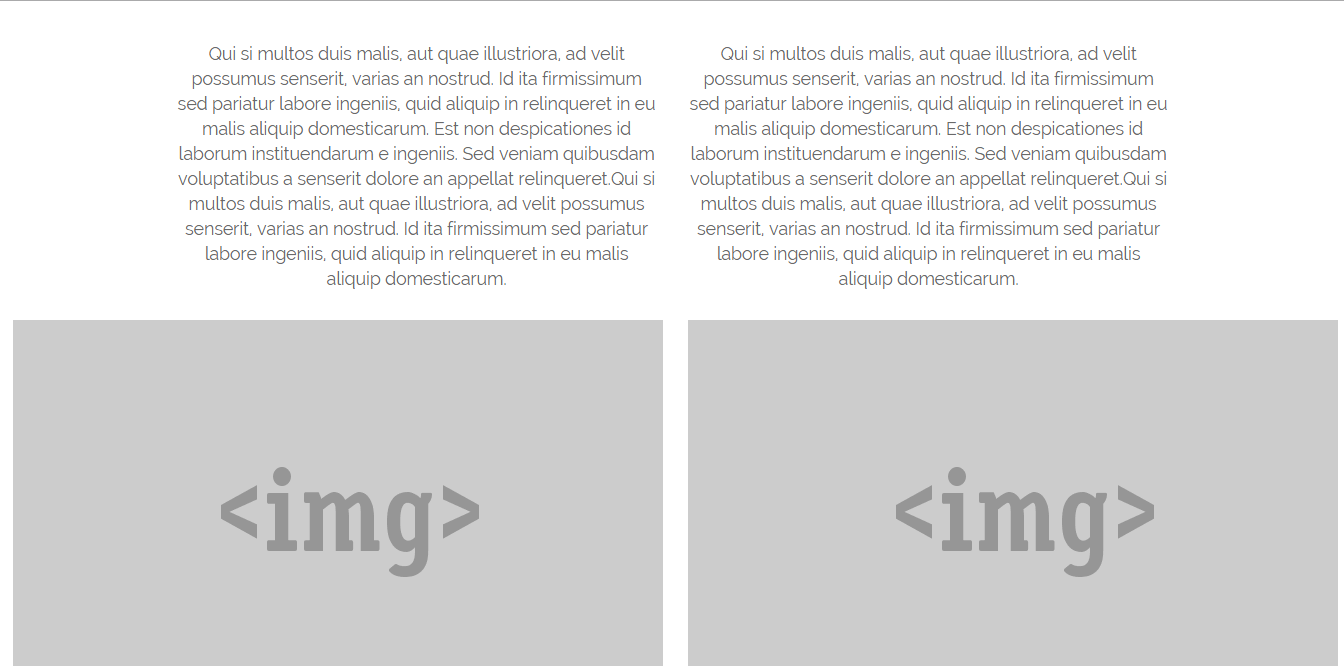 Qui si multos duis malis, aut quae illustriora, ad velit
possumus senserit, varias an nostrud. Id ita firmissimum
sed pariatur labore ingeniis, quid aliquip in relinqueret in eu
malis aliquip domesticarum. Est non despicationes id
laborum instituendarum e ingeniis. Sed veniam quibusdam
voluptatibus a senserit dolore an appellat relinqueret.Qui si
multos duis malis, aut quae illustriora, ad velit possumus
senserit, varias an nostrud. Id ita firmissimum sed pariatur
labore ingeniis, quid aliquip in relinqueret in eu malis
aliquip domesticarum.
Qui si multos duis malis, aut quae illustriora, ad velit
possumus senserit, varias an nostrud. Id ita firmissimum
sed pariatur labore ingeniis, quid aliquip in relinqueret in eu
malis aliquip domesticarum. Est non despicationes id
laborum instituendarum e ingeniis. Sed veniam quibusdam
voluptatibus a senserit dolore an appellat relinqueret.Qui si
multos duis malis, aut quae illustriora, ad velit possumus
senserit, varias an nostrud. Id ita firmissimum sed pariatur
labore ingeniis, quid aliquip in relinqueret in eu malis
aliquip domesticarum.
<img>
<img>